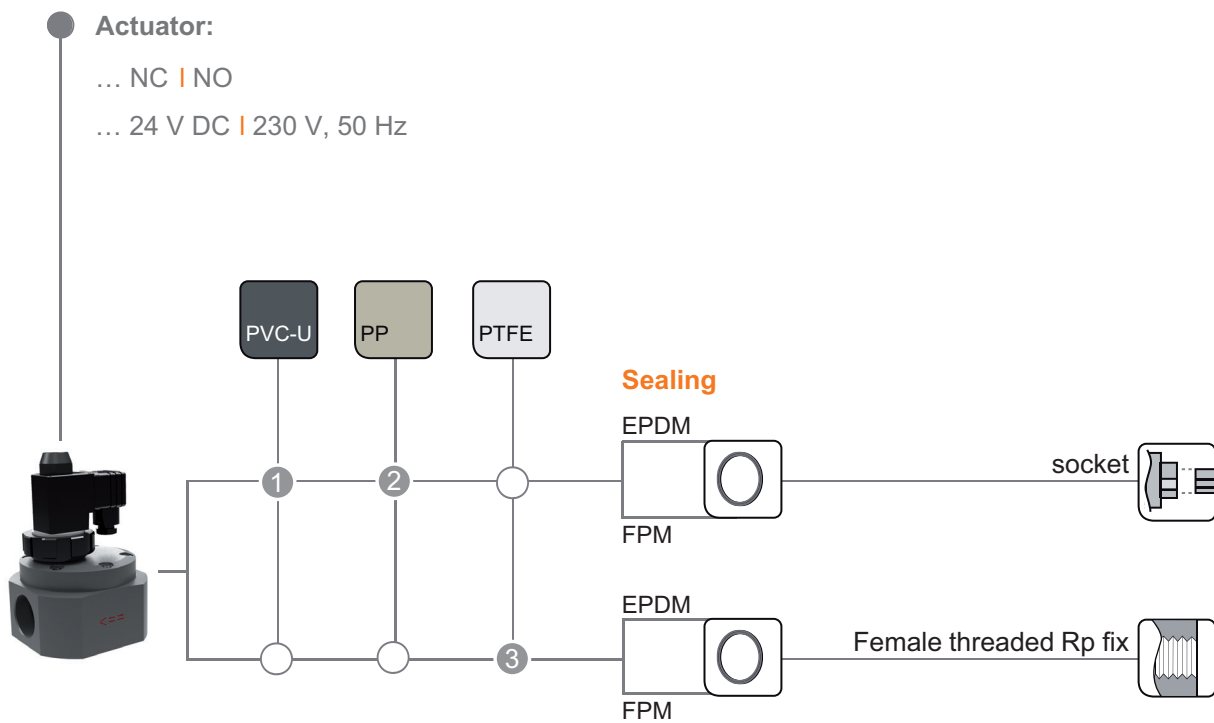 Actuator:
… NC | NO
… 24 V DC | 230 V, 50 Hz
PVC-U
PP
PTFE
Sealing
EPDM
1
2
socket
FPM
EPDM
Female threaded Rp fix
3
FPM
<==